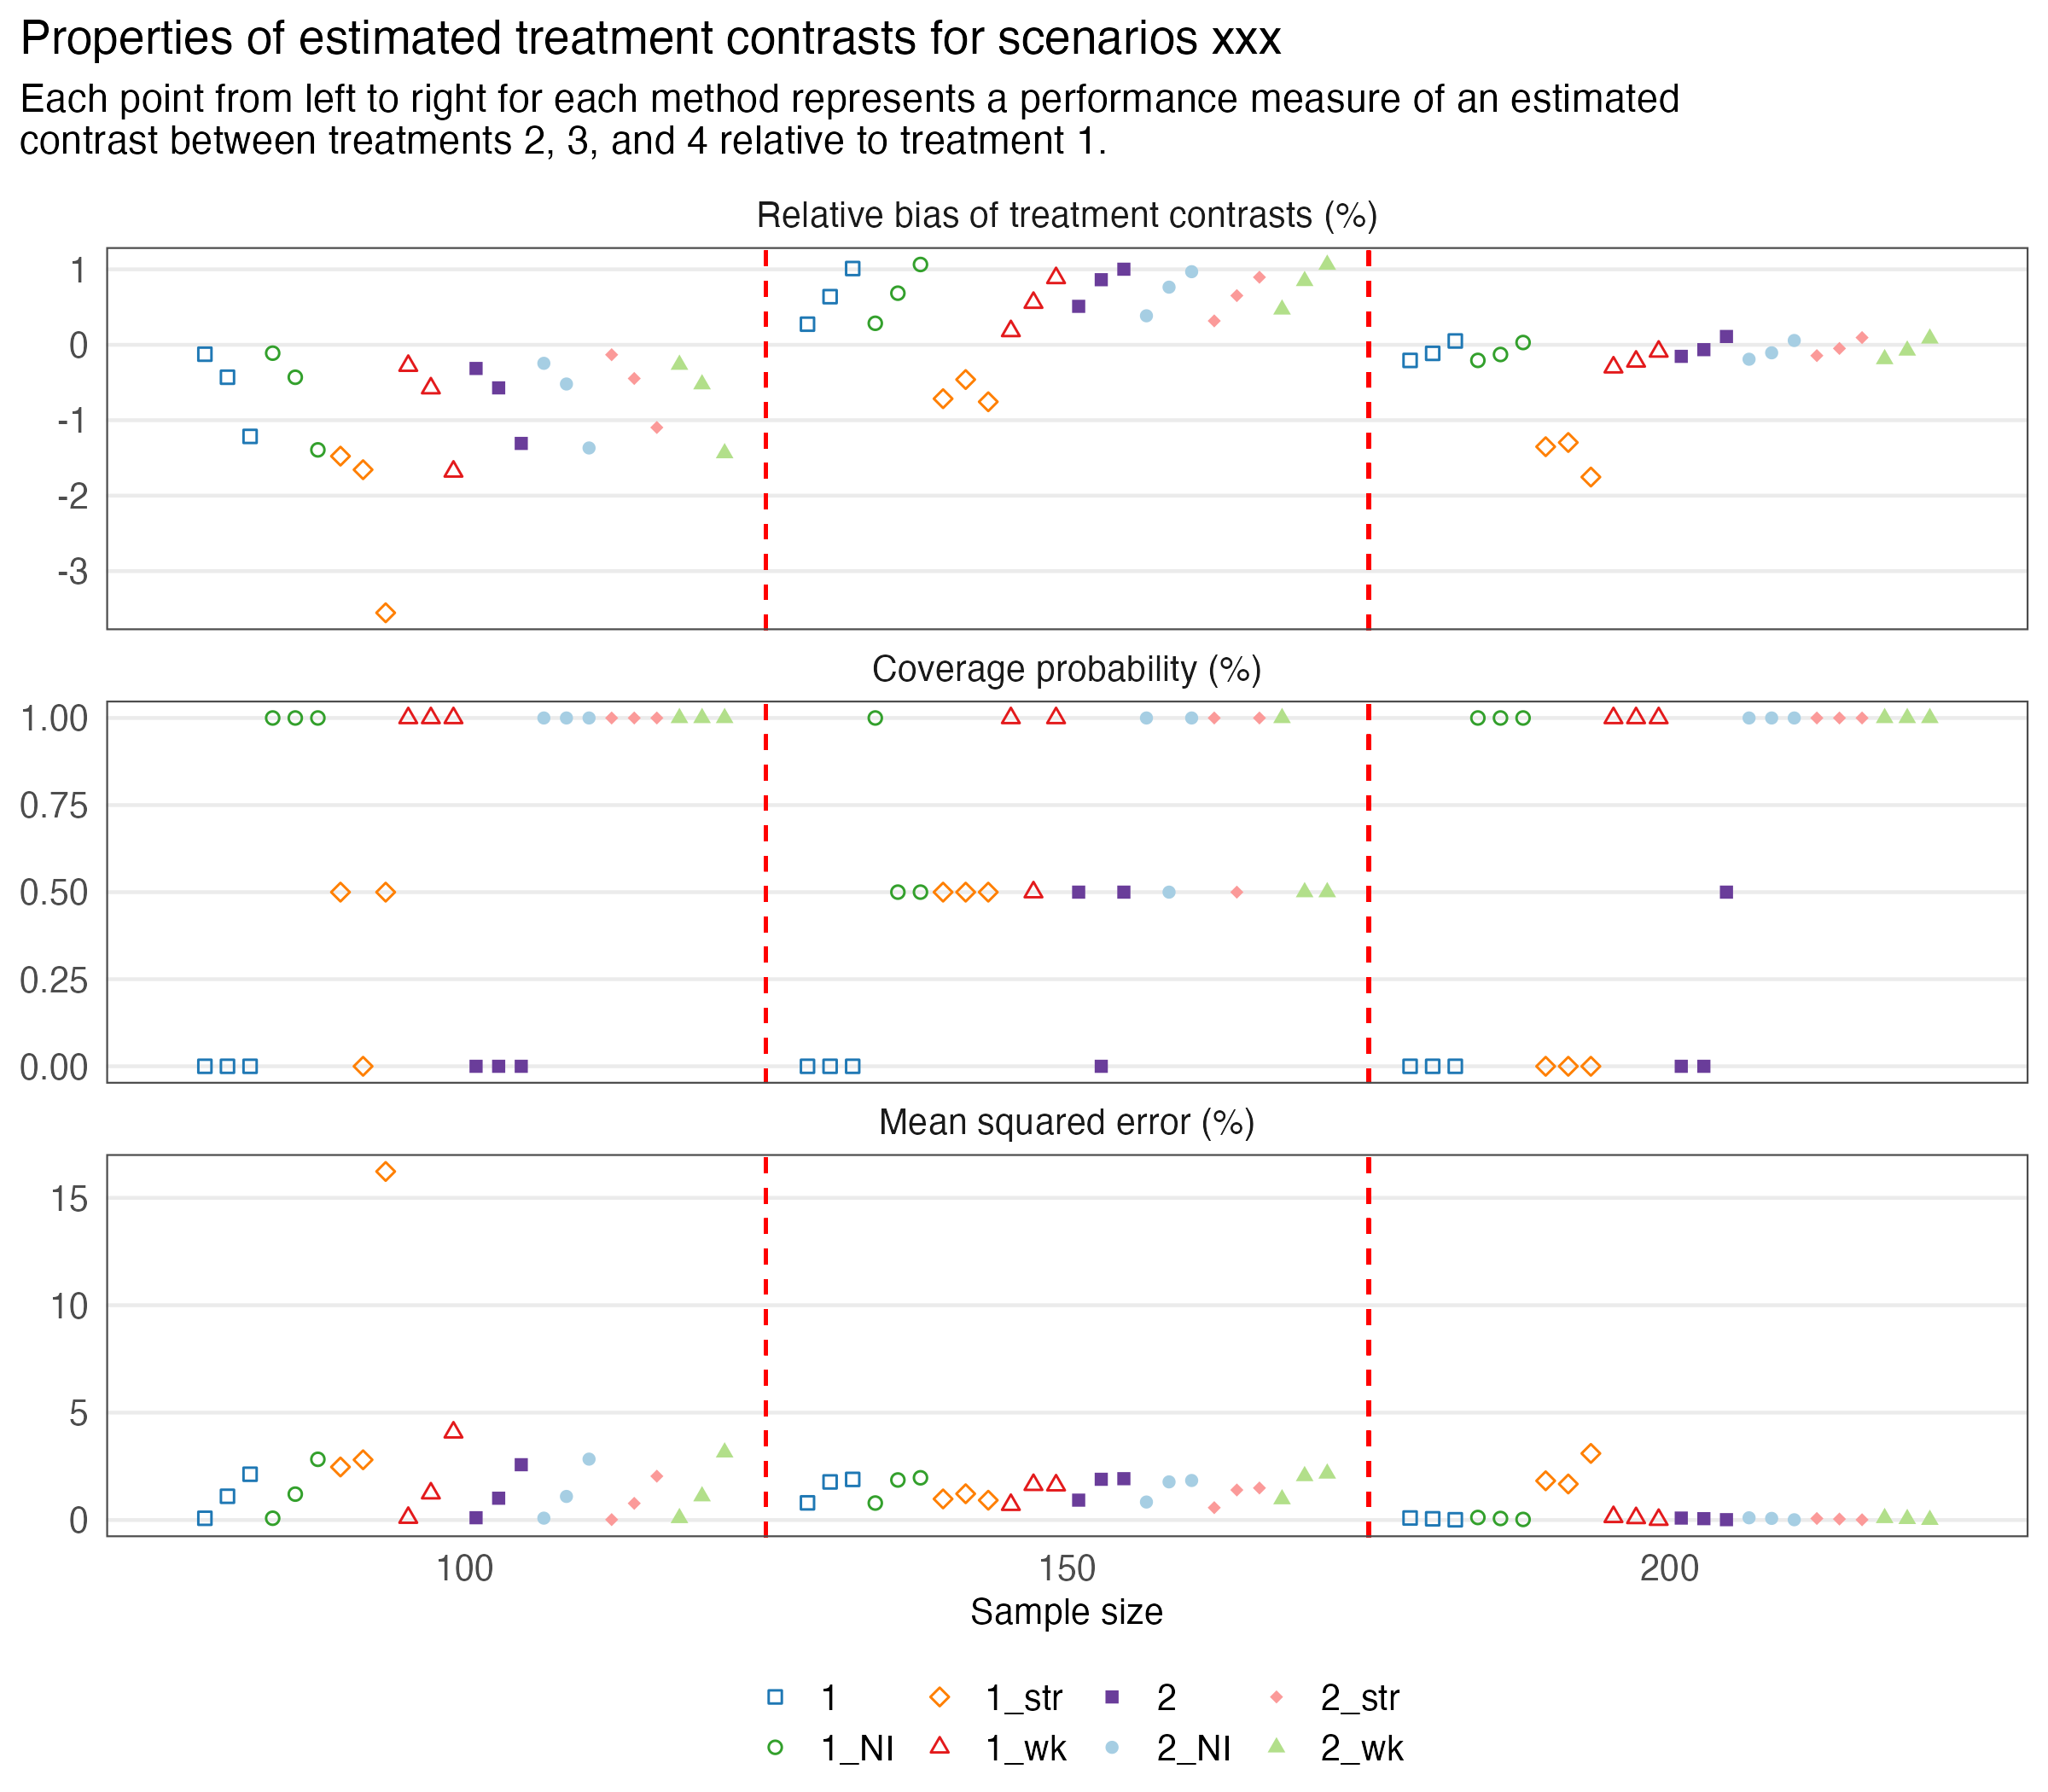 Properties of estimated treatment contrasts for scenarios xxx
Each point from left to right for each method represents a performance measure of an estimated
contrast between treatments 2, 3, and 4 relative to treatment 1.
Relative bias of treatment contrasts (%)
1
0
-1
-2
-3
Coverage probability (%)
1.00
0.75
0.50
0.25
0.00
Mean squared error (%)
15
10
5
0
100 150 200
Sample size
1 1_str 2 2_str
1_NI 1_wk 2_NI 2_wk